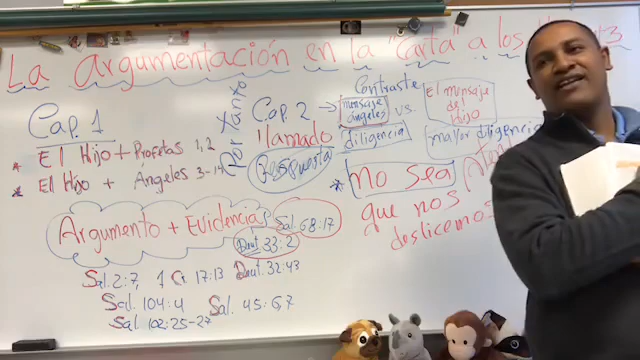 La Argumentación en la "Carta" a los
Cap. 1
El Hijo + Profetas 1,2
El Hijo + Angeles 3-14
Por tanto
Cap. 2 → Contraste
mensaje
angeles
vs.
El mensaje
del
Hijo
llamado
diligencia
mayor diligencia
Respuesta
no sea
que nos
deslicemos
Argumento + Evidencias
Sal 68:17
Deut 33:2
Sal. 2:7, 1 Cr. 17:13 Deut. 32:43
Sal. 104:4 Sal. 45:6,7
Sal. 102:25-27